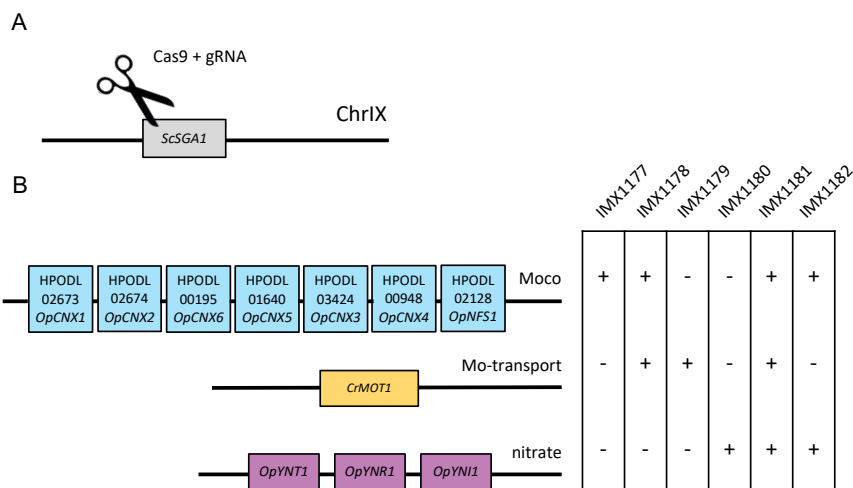 A
Cas9 + gRNA
ChrIX
ScSGA1
B
IMX1177 IMX1178 IMX1179 IMX1180 IMX1181 IMX1182
HPODL HPODL HPODL HPODL HPODL HPODL HPODL Moco + + - - + +
02673 02674 00195 01640 03424 00948 02128
OpCNX1 OpCNX2 OpCNX6 OpCNX5 OpCNX3 OpCNX4 OpNFS1
Mo-transport - + + - + -
CrMOT1
nitrate - - - + + +
OpYNT1 OpYNR1 OpYNI1